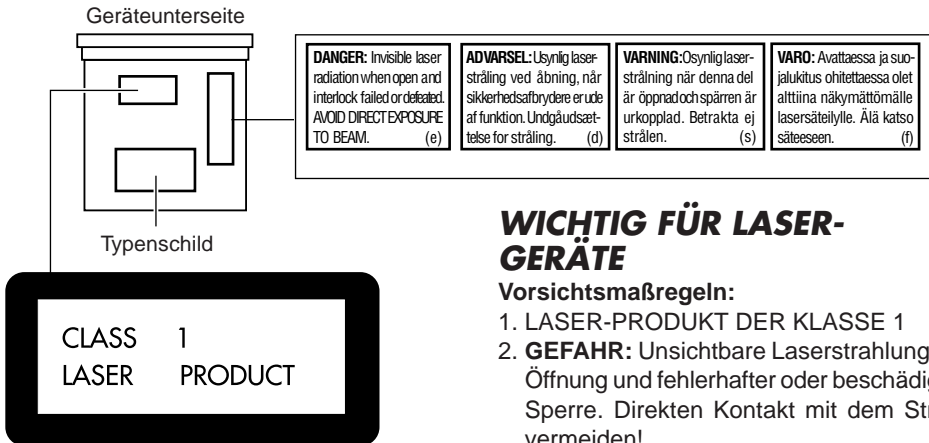 Geräteunterseite
DANGER: Invisible laser
radiation when open and
interlock failed or defeated.
AVOID DIRECT EXPOSURE
TO BEAM. (e)
ADVARSEL: Usynlig laser-
stråling ved åbning, når
sikkerhedsafbrydere er ude
af funktion. Undgå udsæt-
telse for stråling. (d)
VARNING: Osynlig laser-
strålning när denna del
är öppnad och spärren är
urkopplad. Betrakta ej
strålen. (s)
VARO: Avattaessa ja suo-
jalukitus ohitettaessa olet
alttiina näkymättömälle
lasersäteilylle. Älä katso
säteeseen. (f)
Typenschild
CLASS 1
LASER PRODUCT
WICHTIG FÜR LASER-
GERÄTE
Vorsichtsmaßregeln:
1. LASER-PRODUKT DER KLASSE 1
2. GEFAHR: Unsichtbare Laserstrahlung
Öffnung und fehlerhafter oder
Sperre. Direkten Kontakt mit dem
vermeiden!